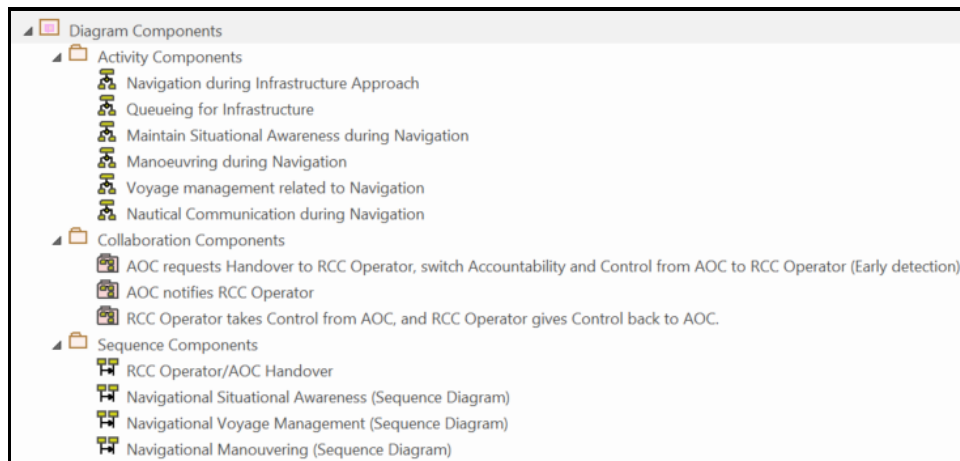 Diagram Components
Activity Components
Navigation during Infrastructure Approach
Queueing for Infrastructure
Maintain Situational Awareness during Navigation
Manoeuvring during Navigation
Voyage management related to Navigation
Nautical Communication during Navigation
Collaboration Components
AOC requests Handover to RCC Operator, switch Accountability and Control from AOC to RCC Operator (Early detection)
AOC notifies RCC Operator
RCC Operator takes Control from AOC, and RCC Operator gives Control back to AOC.
Sequence Components
RCC Operator/AOC Handover
Navigational Situational Awareness (Sequence Diagram)
Navigational Voyage Management (Sequence Diagram)
Navigational Manouvering (Sequence Diagram)